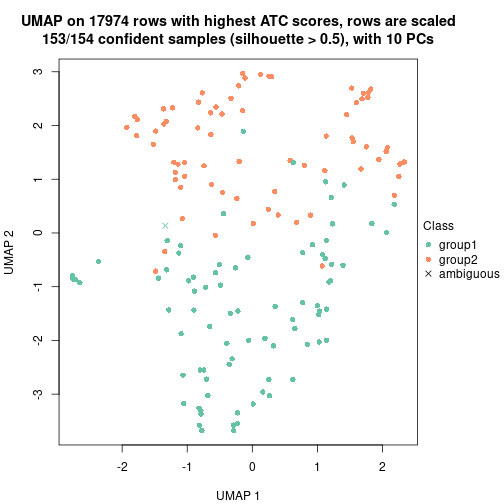 UMAP on 17974 rows with highest ATC scores, rows are scaled
153/154 confident samples (silhouette > 0.5), with 10 PCs
3
2
1
0
-1
-2
-3
UMAP 2
-2
-1
0
1
2
UMAP 1
Class
group1
group2
ambiguous